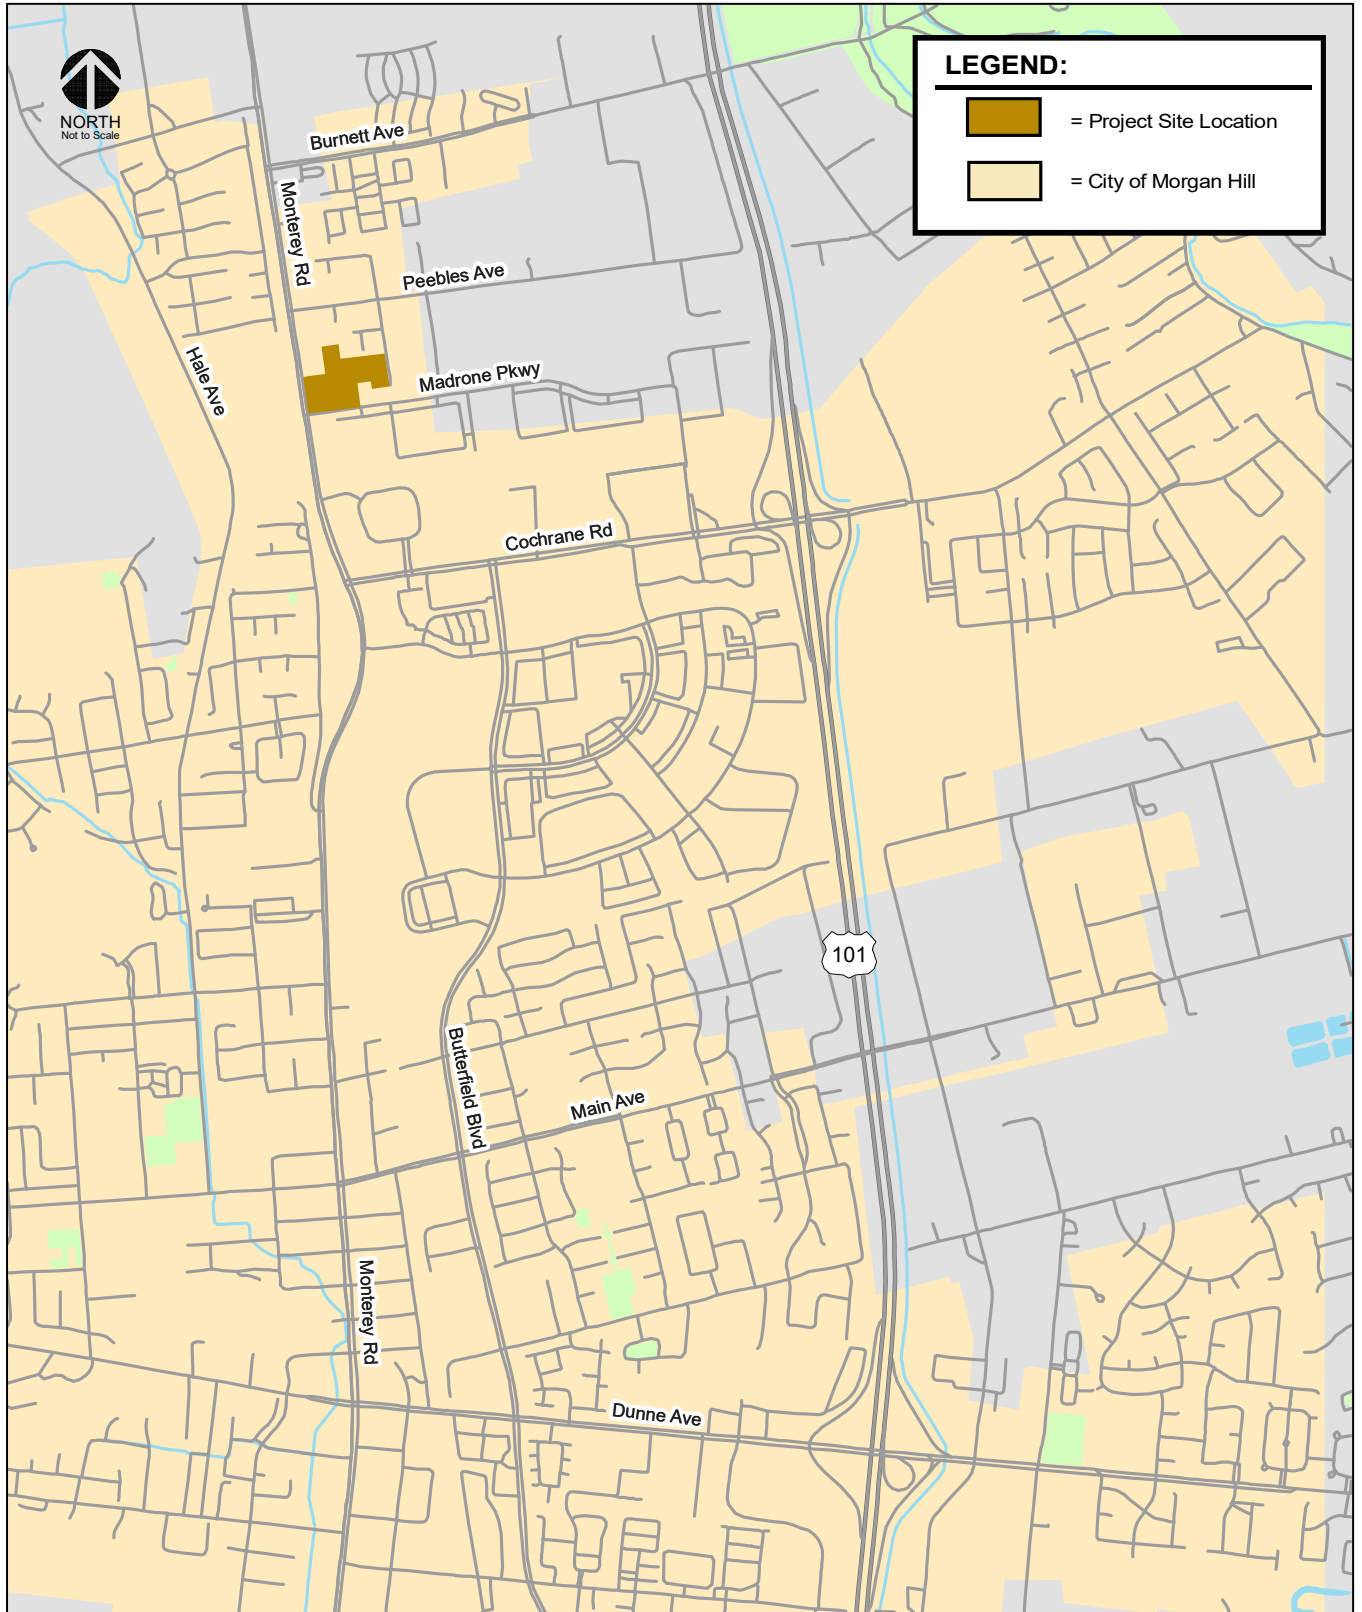 NORTH
Not to Scale
LEGEND:
= Project Site Location
= City of Morgan Hill
Burnett Ave
Monterey Rd
Peebles Ave
Hale Ave
Madrone Pkwy
Cochrane Rd
101
Butterfield Blvd
Main Ave
Monterey Rd
Dunne Ave